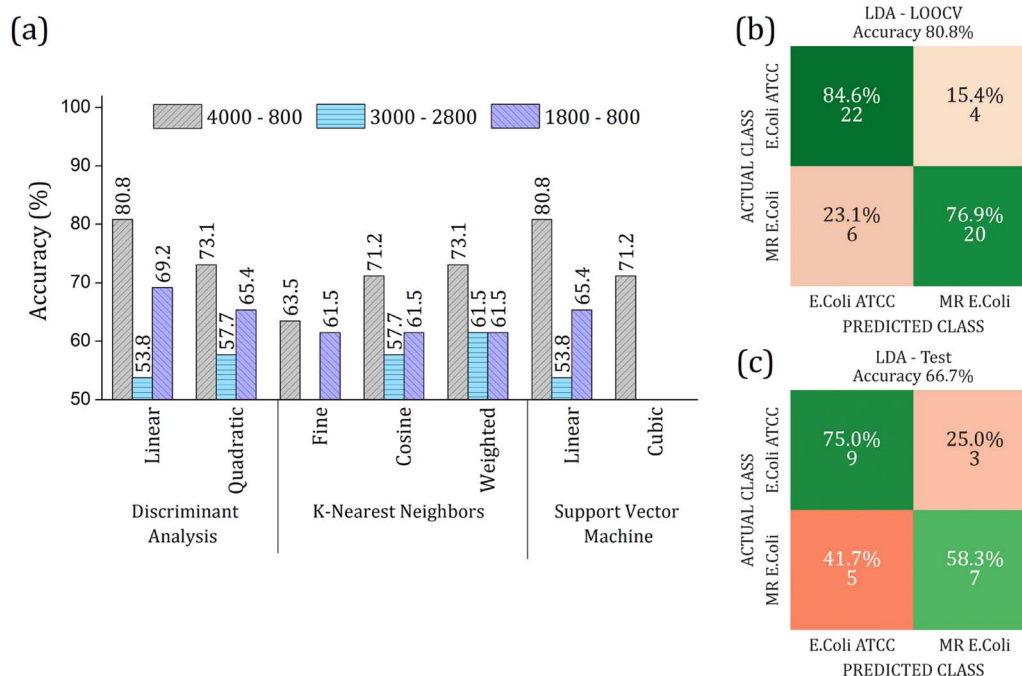 (a)
Accuracy (%)
100
90
80
70
60
50
4000 - 800
3000 - 2800
1800 - 800
80.8
53.8
69.2
73.1
57.7
65.4
63.5
61.5
71.2
57.7
61.5
73.1
61.5
61.5
80.8
53.8
65.4
71.2
Linear
Quadratic
Fine
Cosine
Weighted
Linear
Cubic
Discriminant
Analysis
K-Nearest Neighbors
Support Vector
Machine
(b)
LDA - LOOCV
Accuracy 80.8%
ACTUAL CLASS
E.Coli ATCC
MR E.Coli
84.6%
22
15.4%
4
23.1%
6
76.9%
20
E.Coli ATCC
MR E.Coli
PREDICTED CLASS
(c)
LDA - Test
Accuracy 66.7%
ACTUAL CLASS
E.Coli ATCC
MR E.Coli
75.0%
9
25.0%
3
41.7%
5
58.3%
7
E.Coli ATCC
MR E.Coli
PREDICTED CLASS